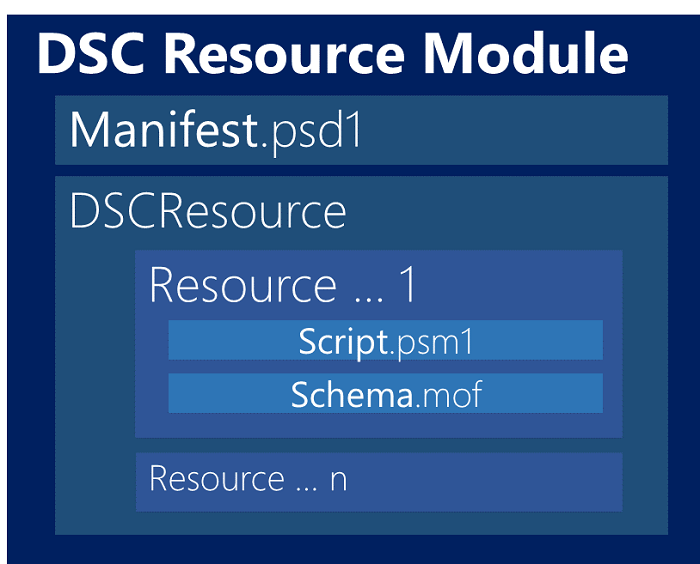 DSC Resource Module
Manifest.psd1
DSCResource
Resource ... 1
Script.psm1
Schema.mof
Resource ... n